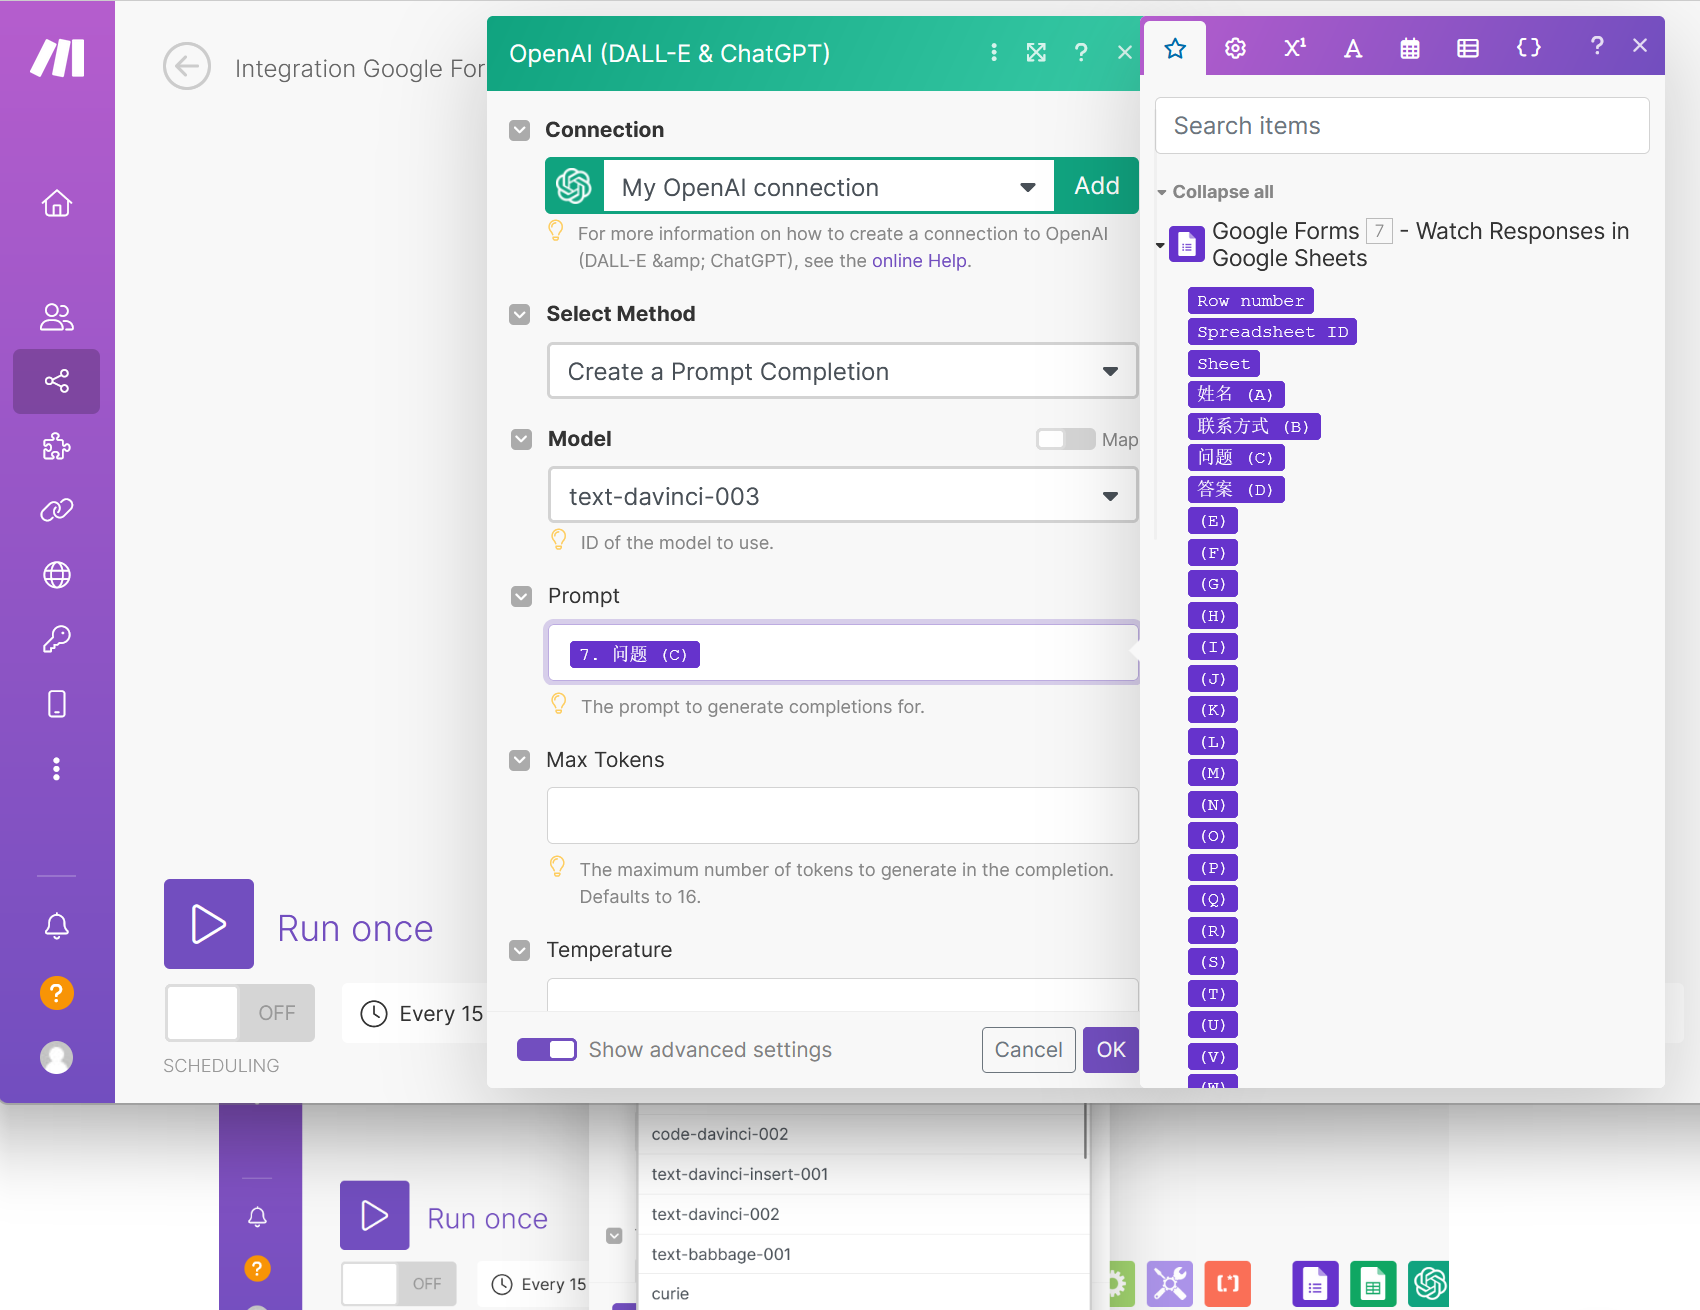 Integration Google For
OpenAI (DALL-E & ChatGPT)
Connection
My OpenAI connection
Add
For more information on how to create a connection to OpenAI
(DALL-E &amp; ChatGPT), see the online Help.
Select Method
Create a Prompt Completion
Model
Map
text-davinci-003
ID of the model to use.
Prompt
7. 问题 (C)
The prompt to generate completions for.
Max Tokens
The maximum number of tokens to generate in the completion.
Defaults to 16.
Temperature
Show advanced settings
Cancel
OK
Search items
Collapse all
Google Forms 7 - Watch Responses in
Google Sheets
Row number
Spreadsheet ID
Sheet
姓名 (A)
联系方式 (B)
问题 (C)
答案 (D)
(E)
(F)
(G)
(H)
(I)
(J)
(K)
(L)
(M)
(N)
(O)
(P)
(Q)
(R)
(S)
(T)
(U)
(V)
(W)
Run once
OFF
Every 15
SCHEDULING
code-davinci-002
text-davinci-insert-001
text-davinci-002
text-babbage-001
curie
Run once
OFF
Every 15